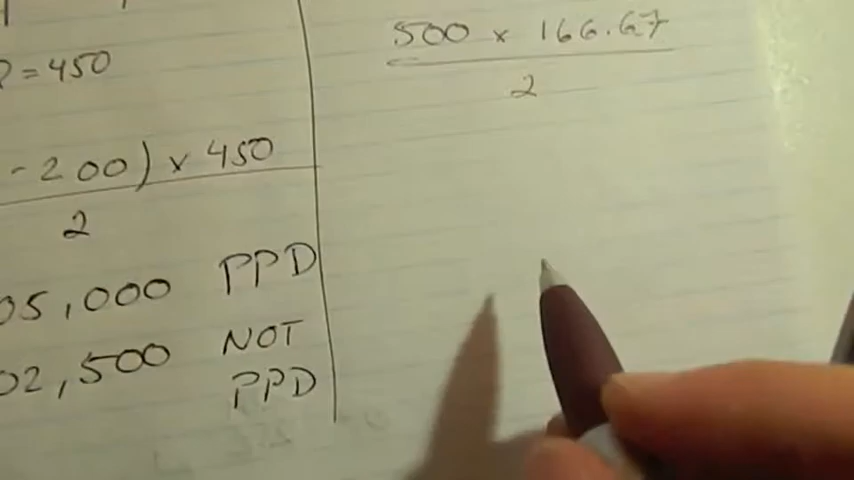 = 450
- 200) x 450
2
05,000 PPD
02,500 NOT
PPD
500 x 166.67
2